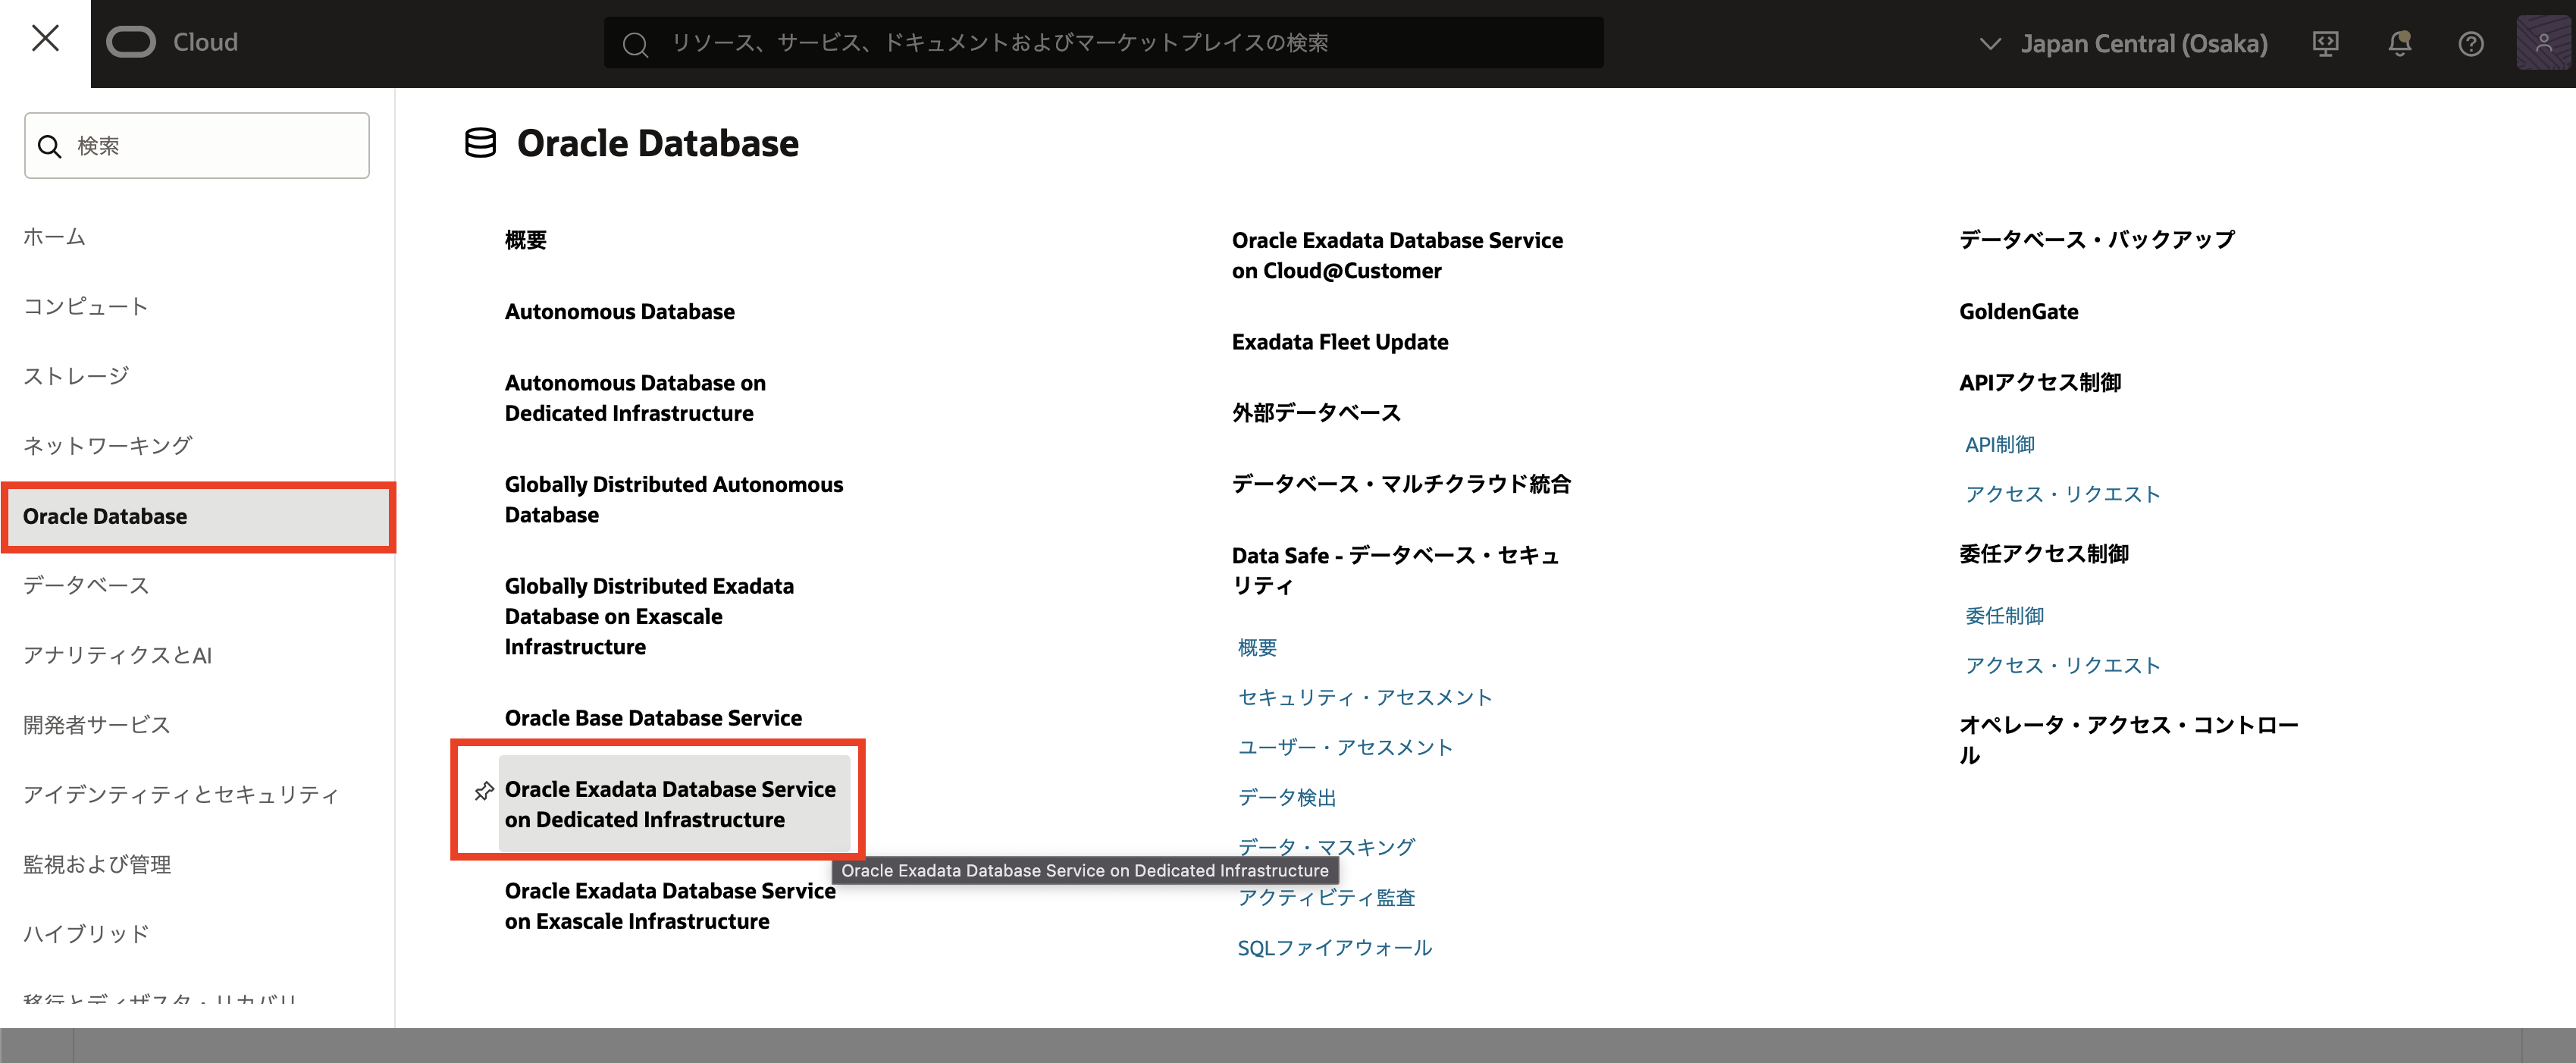 Cloud
リソース、サービス、ドキュメントおよびマーケットプレイスの検索
Japan Central (Osaka)
検索
ホーム
コンピュート
ストレージ
ネットワーキング
Oracle Database
データベース
アナリティクスとAI
開発者サービス
アイデンティティとセキュリティ
監視および管理
ハイブリッド
移行とディザスタ・リカバリ
Oracle Database
概要
Autonomous Database
Autonomous Database on
Dedicated Infrastructure
Globally Distributed Autonomous
Database
Globally Distributed Exadata
Database on Exascale
Infrastructure
Oracle Base Database Service
Oracle Exadata Database Service
on Dedicated Infrastructure
Oracle Exadata Database Service on Dedicated Infrastructure
Oracle Exadata Database Service
on Exascale Infrastructure
Oracle Exadata Database Service
on Cloud@Customer
Exadata Fleet Update
外部データベース
データベース・マルチクラウド統合
Data Safe - データベース・セキュ
リティ
概要
セキュリティ・アセスメント
ユーザー・アセスメント
データ検出
データ・マスキング
アクティビティ監査
SQLファイアウォール
データベース・バックアップ
GoldenGate
APIアクセス制御
API制御
アクセス・リクエスト
委任アクセス制御
委任制御
アクセス・リクエスト
オペレータ・アクセス・コントロー
ル